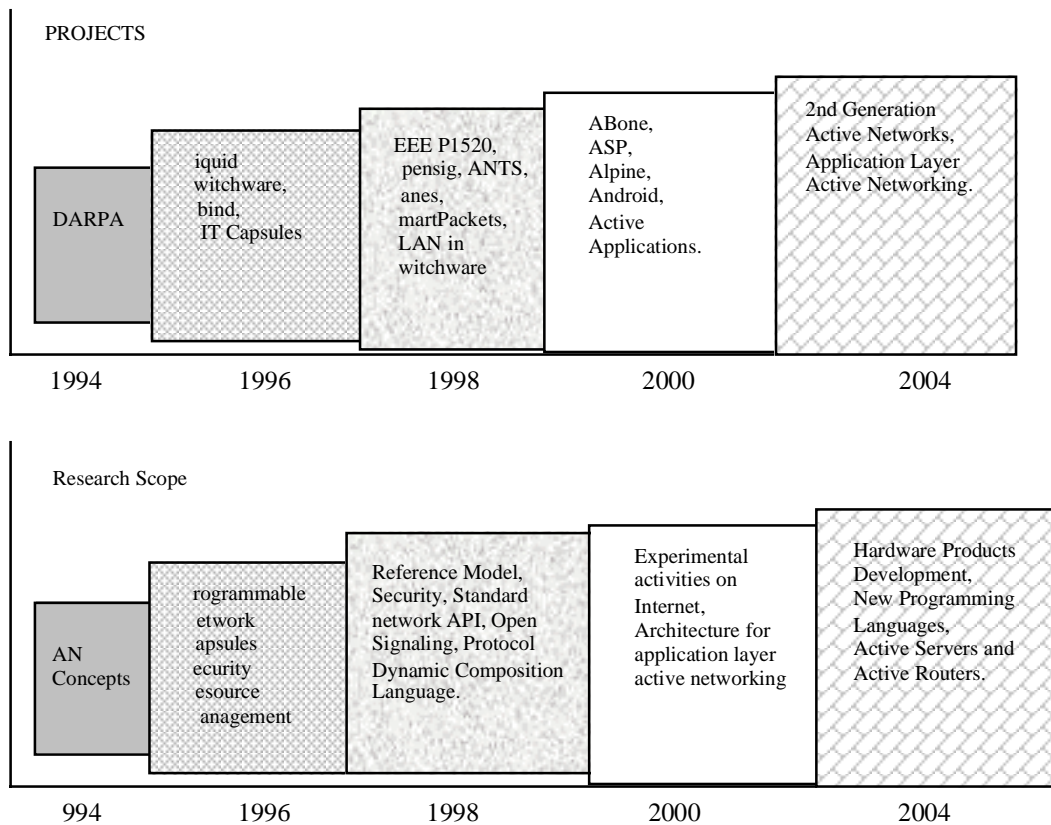 PROJECTS
DARPA
iquid
witchware,
bind,
IT Capsules
EEE P1520,
pensig, ANTS,
anes,
martPackets,
LAN in
witchware
ABone,
ASP,
Alpine,
Android,
Active
Applications.
2nd Generation
Active Networks,
Application Layer
Active Networking.
1994
1996
1998
2000
2004
Research Scope
AN
Concepts
rogrammable
etwork
apsules
ecurity
esource
anagement
Reference Model,
Security, Standard
network API, Open
Signaling, Protocol
Dynamic Composition
Language.
Experimental
activities on
Internet,
Architecture for
application layer
active networking
Hardware Products
Development,
New Programming
Languages,
Active Servers and
Active Routers.
994
1996
1998
2000
2004